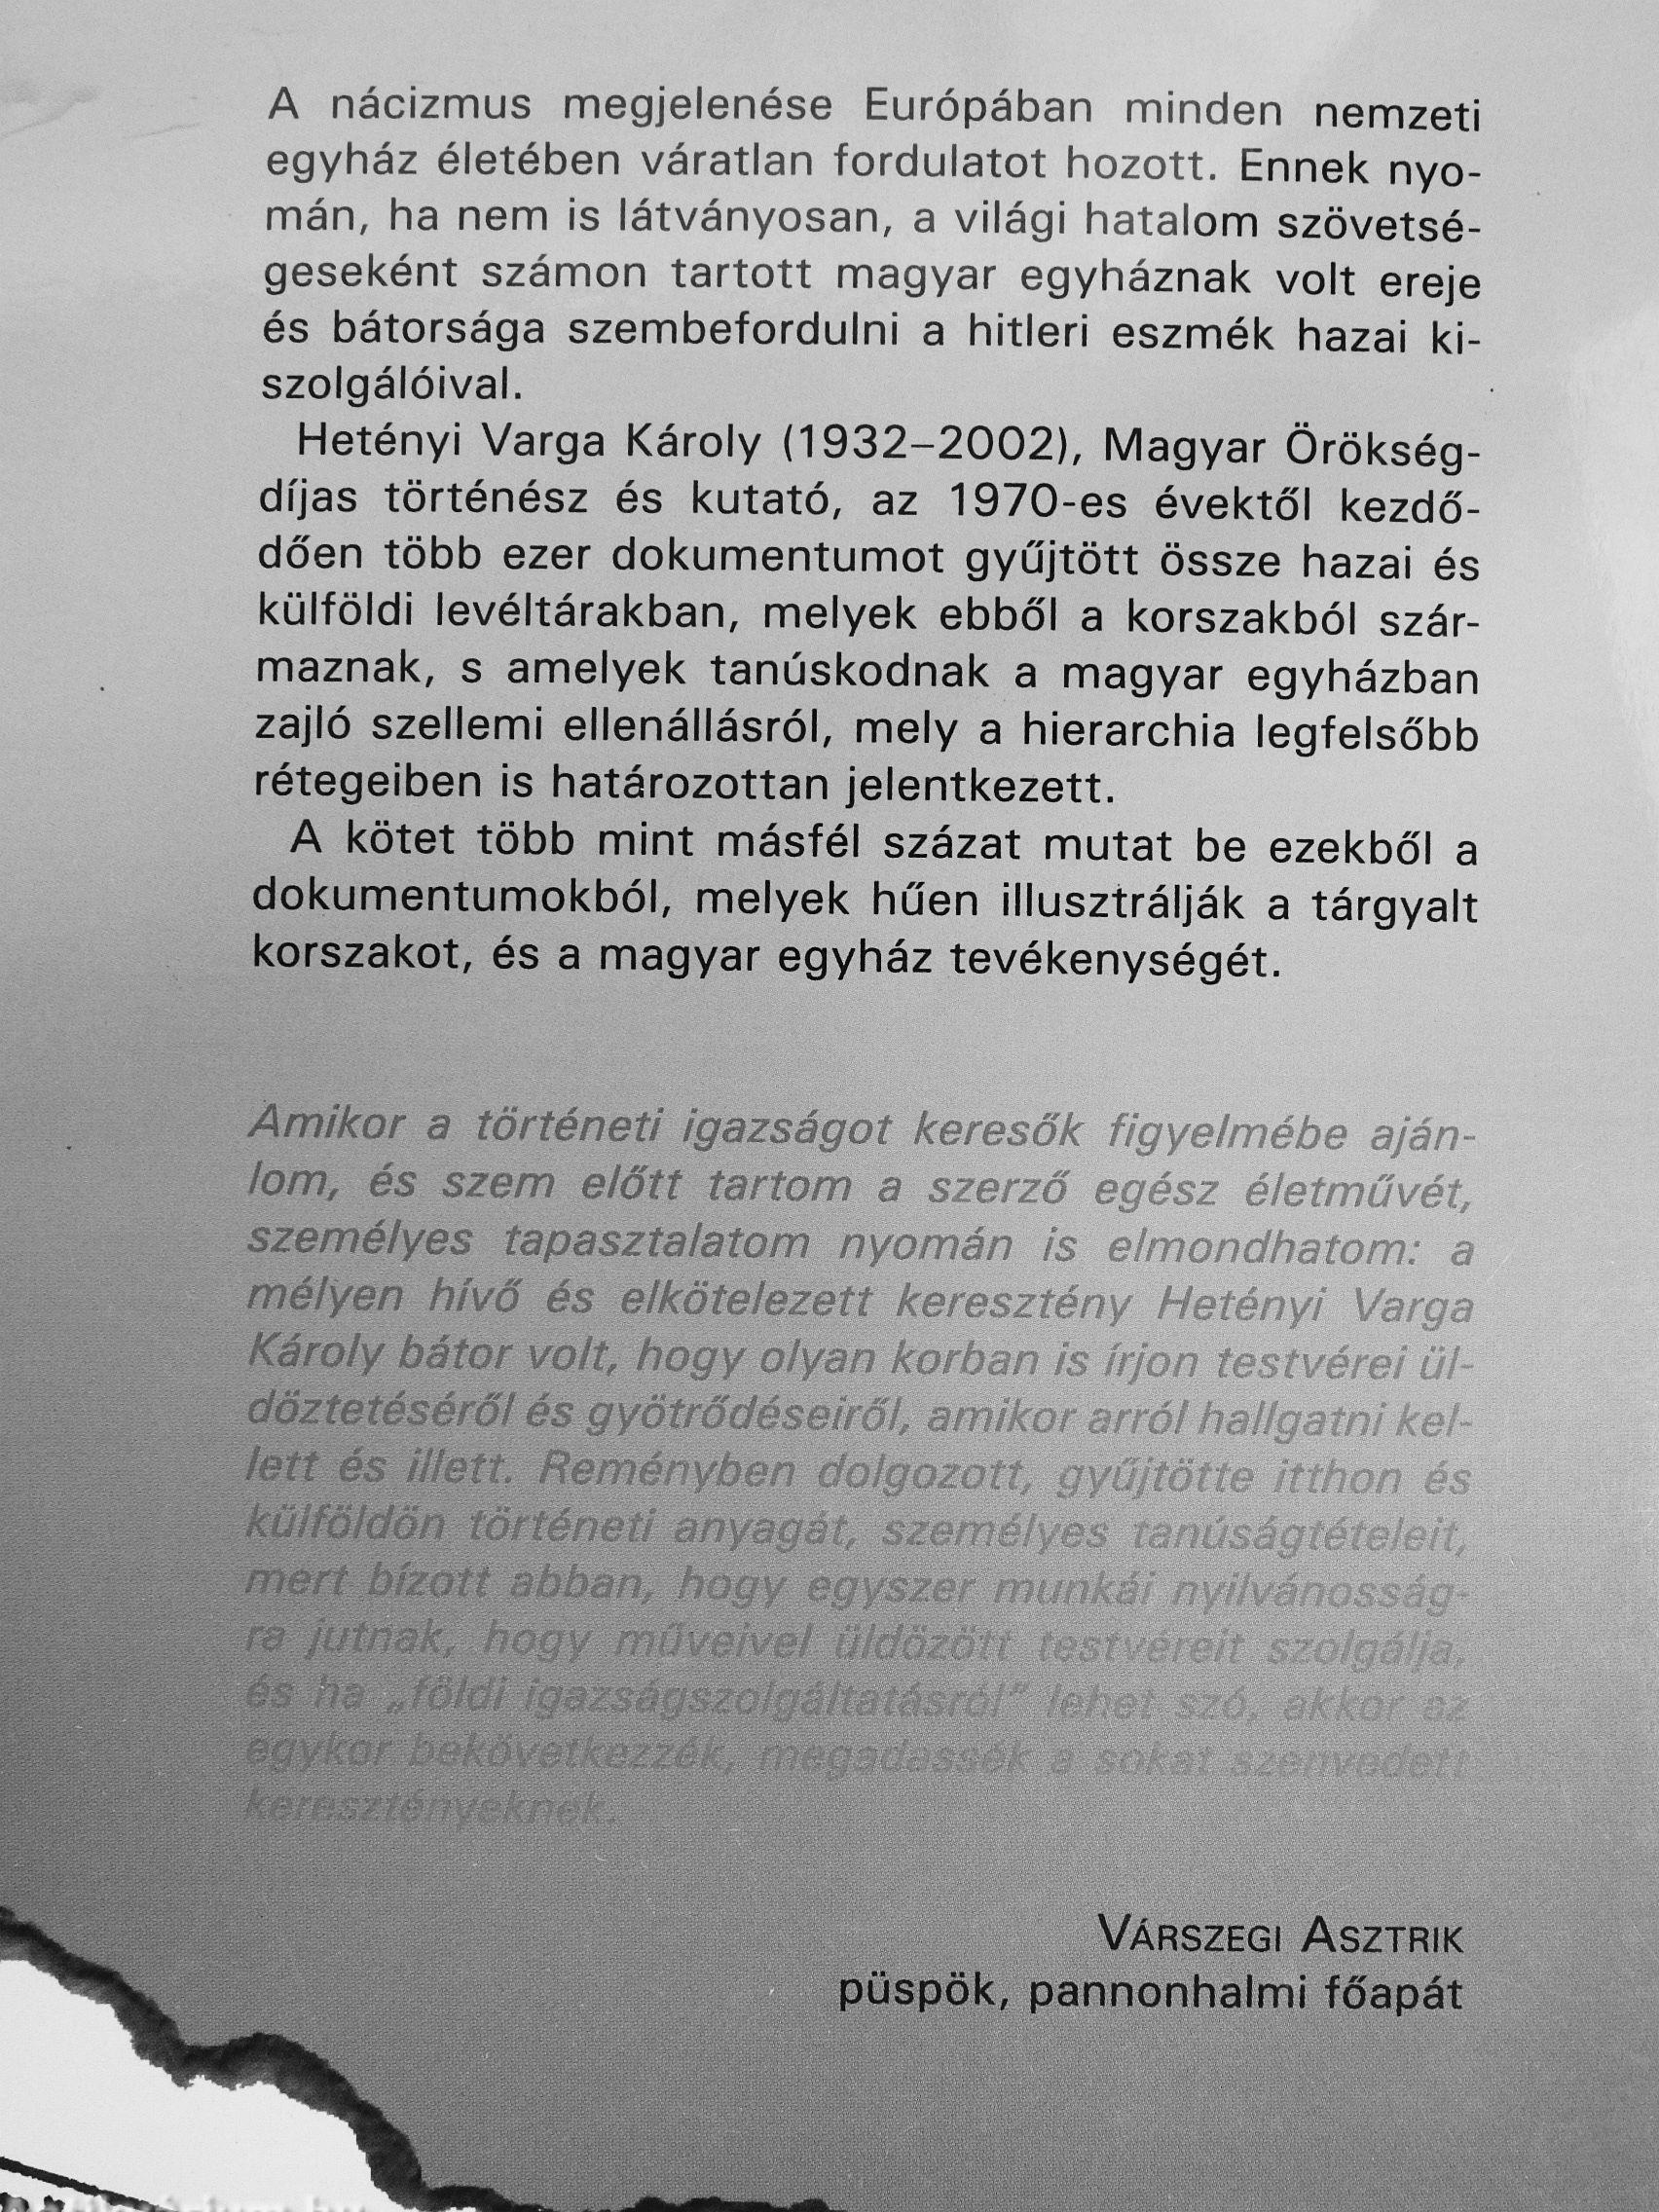 A nácizmus megjelenése Európában minden nemzeti
egyház életében váratlan fordulatot hozott. Ennek nyo-
mán, ha nem is látványosan, a világi hatalom szövetsé-
geseként számon tartott magyar egyháznak volt ereje
és bátorsága szembefordulni a hitleri eszmék hazai ki-
szolgálóival.
Hetényi Varga Károly (1932–2002), Magyar Örökség-
díjas történész és kutató, az 1970-es évektől kezdő-
dően több ezer dokumentumot gyűjtött össze hazai és
külföldi levéltárakban, melyek ebből a korszakból szár-
maznak, s amelyek tanúskodnak a magyar egyházban
zajló szellemi ellenállásról, mely a hierarchia legfelsőbb
rétegeiben is határozottan jelentkezett.
A kötet több mint másfél százat mutat be ezekből a
dokumentumokból, melyek hűen illusztrálják a tárgyalt
korszakot, és a magyar egyház tevékenységét.
Amikor a történeti igazságot keresők figyelmébe aján-
lom, és szem előtt tartom a szerző egész életművét,
személyes tapasztalatom nyomán is elmondhatom: a
mélyen hívő és elkötelezett keresztény Hetényi Varga
Károly bátor volt, hogy olyan korban is írjon testvérei ül-
döztetéséről és gyötrődéseiről, amikor arról hallgatni kel-
lett és illett. Reményben dolgozott, gyűjtötte itthon és
külföldön történeti anyagát, személyes tanúságtételeit,
mert bízott abban, hogy egyszer munkái nyilvánosság-
ra jutnak, hogy műveivel üldözött testvéreit szolgálja,
és ha „földi igazságszolgáltatásról" lehet szó, akkor az
egykor bekövetkezzék, megadassék a sokat szenvedett
keresztényeknek.
VÁRSZEGI ASZTRIK
püspök, pannonhalmi főapát